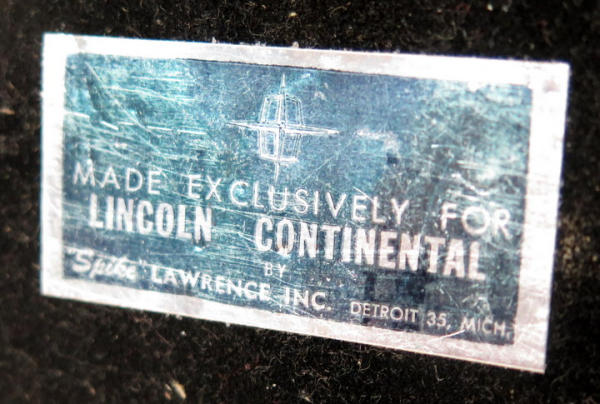 MADE EXCLUSIVELY FOR
LINCOLN CONTINENTAL
BY
"Spike" LAWRENCE INC. DETROIT 35, MICH.